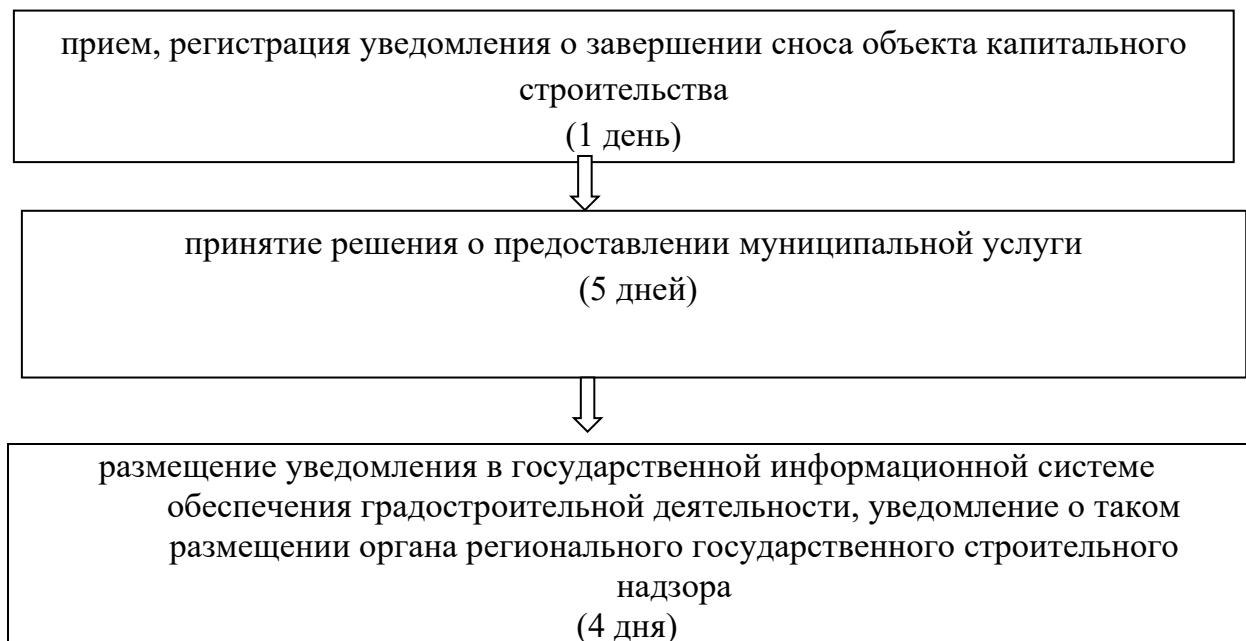 прием, регистрация уведомления о завершении сноса объекта капитального
строительства
(1 день)
принятие решения о предоставлении муниципальной услуги
(5 дней)
размещение уведомления в государственной информационной системе
обеспечения градостроительной деятельности, уведомление о таком
размещении органа регионального государственного строительного
надзора
(4 дня)